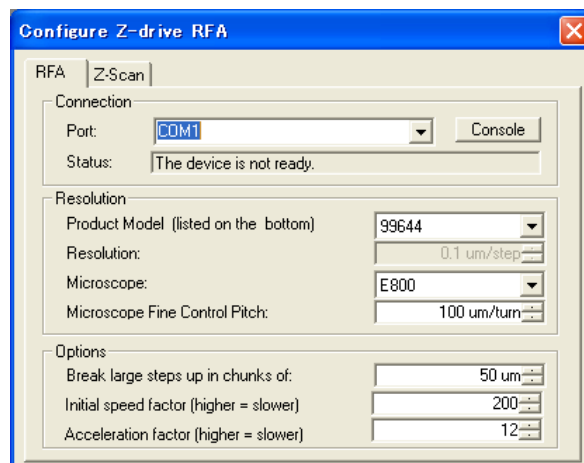 Configure Z-drive RFA
RFA Z-Scan
Connection
Port: COM1 Console
Status: The device is not ready.
Resolution
Product Model (listed on the bottom) 99644
Resolution: 0.1 um/step
Microscope: E800
Microscope Fine Control Pitch: 100 um/turn
Options
Break large steps up in chunks of: 50 um
Initial speed factor (higher = slower) 200
Acceleration factor (higher = slower) 12